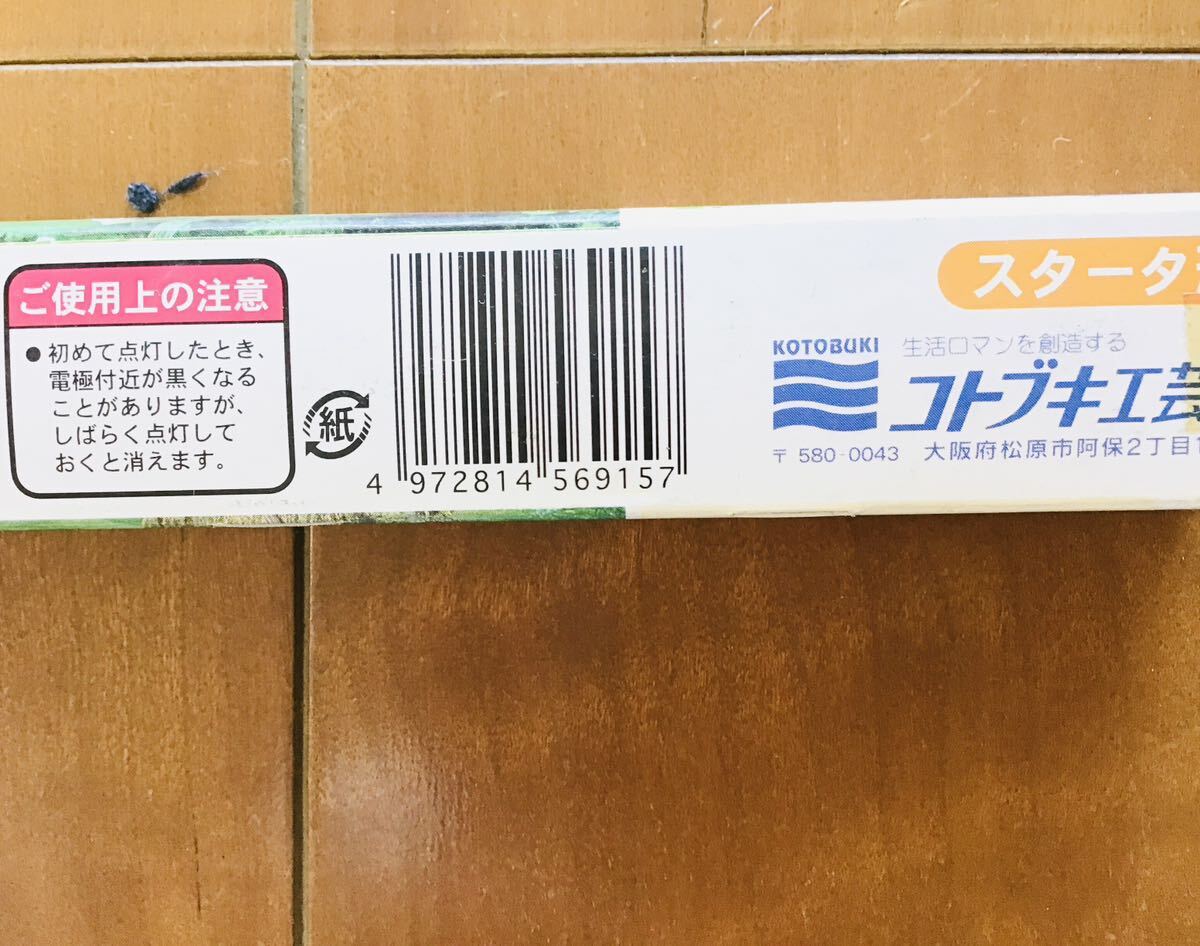 ご使用上の注意
● 初めて点灯したとき、
電極付近が黒くなる
ことがありますが、
しばらく点灯して
おくと消えます。
紙
4 972814 569157
スタータ
KOTOBUKI 生活ロマンを創造する
コトブキ工芸
〒 580-0043 大阪府松原市阿保2丁目